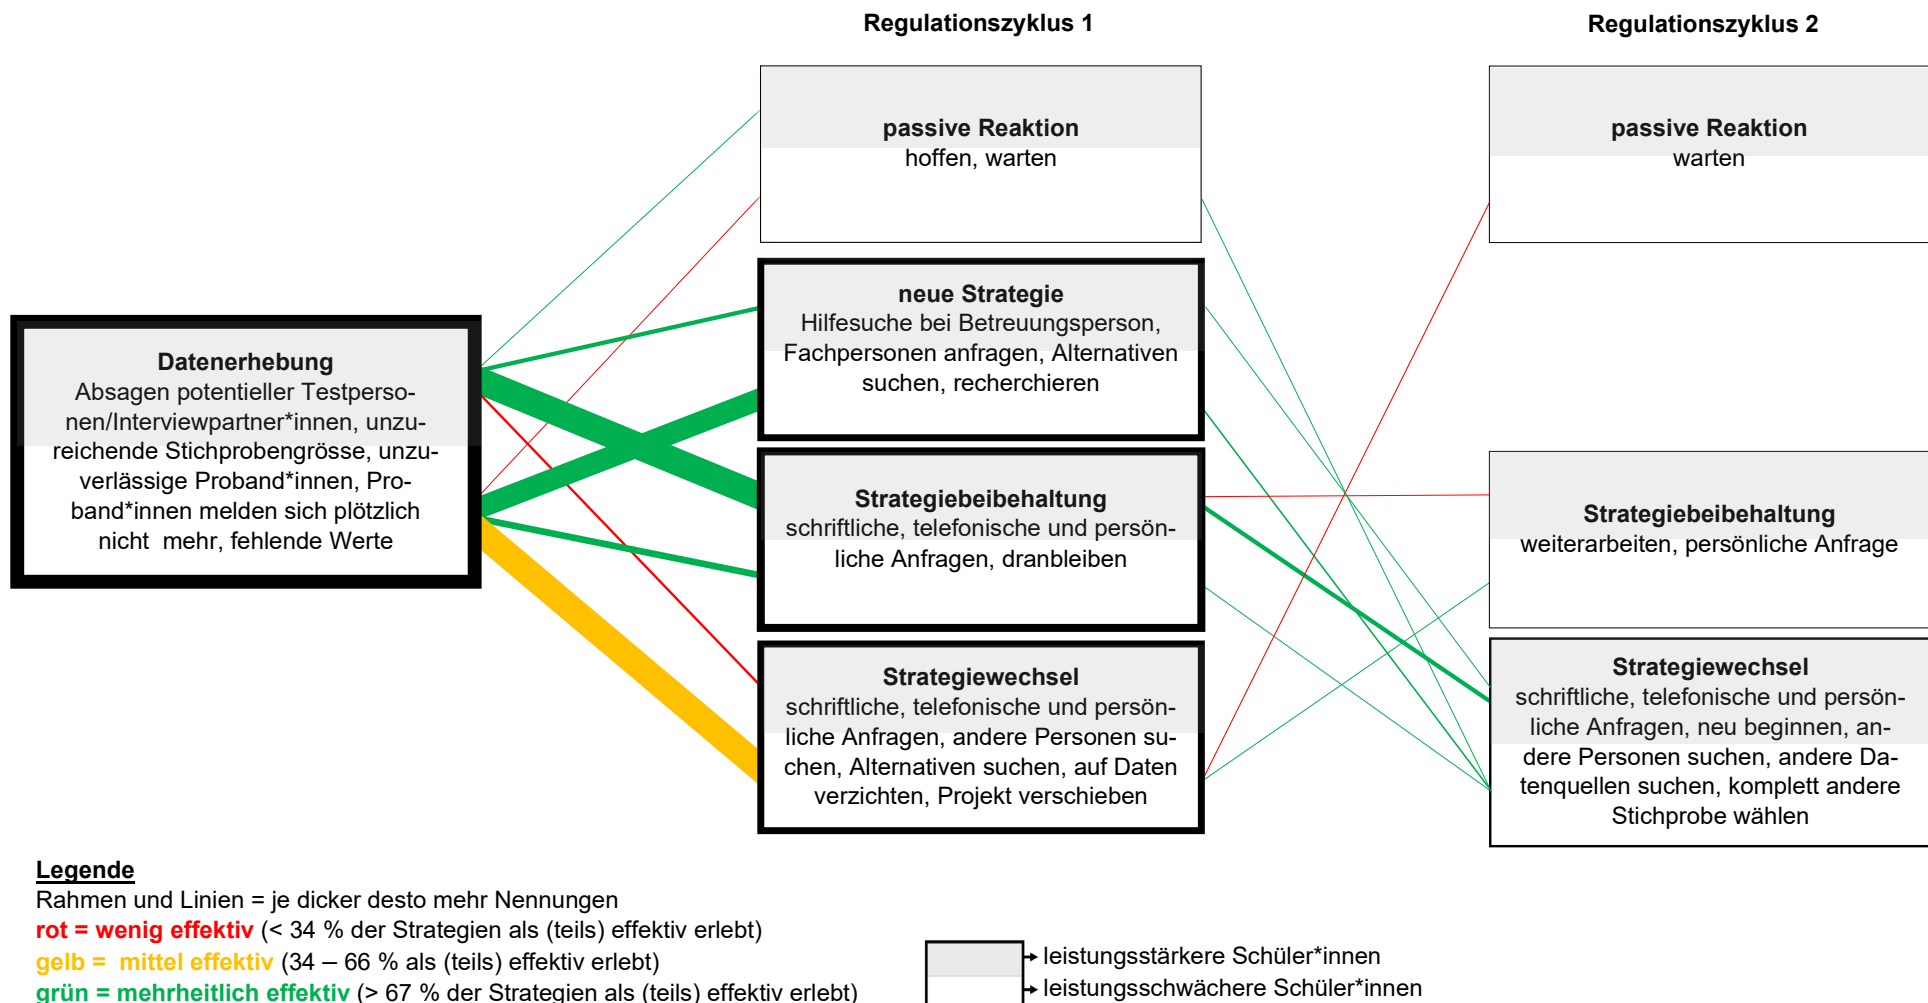 Regulationszyklus 1
Regulationszyklus 2
Datenerhebung
Absagen potentieller Testperso-
nen/Interviewpartner*innen, unzu-
reichende Stichprobengrösse, unzu-
verlässige Proband*innen, Pro-
band*innen melden sich plötzlich
nicht mehr, fehlende Werte
passive Reaktion
hoffen, warten
neue Strategie
Hilfesuche bei Betreuungsperson,
Fachpersonen anfragen, Alternativen
suchen, recherchieren
Strategiebeibehaltung
schriftliche, telefonische und persön-
liche Anfragen, dranbleiben
Strategiewechsel
schriftliche, telefonische und persön-
liche Anfragen, andere Personen su-
chen, Alternativen suchen, auf Daten
verzichten, Projekt verschieben
passive Reaktion
warten
Strategiebeibehaltung
weiterarbeiten, persönliche Anfrage
Strategiewechsel
schriftliche, telefonische und persön-
liche Anfragen, neu beginnen, an-
dere Personen suchen, andere Da-
tenquellen suchen, komplett andere
Stichprobe wählen
Legende
Rahmen und Linien = je dicker desto mehr Nennungen
rot = wenig effektiv (< 34 % der Strategien als (teils) effektiv erlebt)
gelb = mittel effektiv (34 – 66 % als (teils) effektiv erlebt)
grün = mehrheitlich effektiv (> 67 % der Strategien als (teils) effektiv erlebt)
leistungsstärkere Schüler*innen
leistungsschwächere Schüler*innen